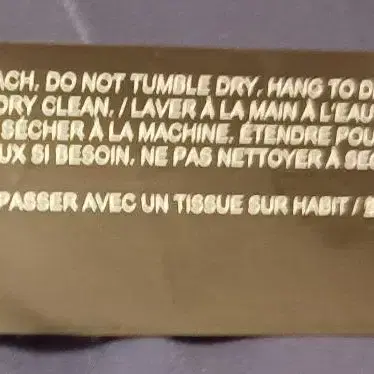 ACH. DO NOT TUMBLE DRY. HANG TO D
DRY CLEAN. / LAVER À LA MAIN À L'EAU
SÉCHER À LA MACHINE. ÉTENDRE POU
UX SI BESOIN. NE PAS NETTOYER À SE
PASSER AVEC UN TISSUE SUR HABIT /